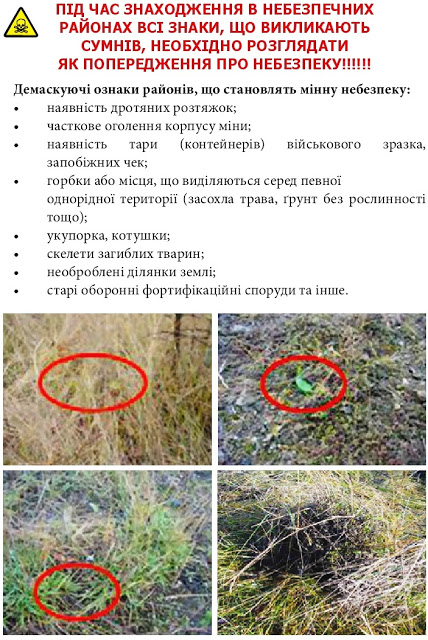 ПІД ЧАС ЗНАХОДЖЕННЯ В НЕБЕЗПЕЧНИХ
РАЙОНАХ ВСІ ЗНАКИ, ЩО ВИКЛИКАЮТЬ
СУМНІВ, НЕОБХІДНО РОЗГЛЯДАТИ
ЯК ПОПЕРЕДЖЕННЯ ПРО НЕБЕЗПЕКУ!!!!!!
Демаскуючі ознаки районів, що становлять мінну небезпеку:
• наявність дротяних розтяжок;
• часткове оголення корпусу міни;
• наявність тари (контейнерів) військового зразка,
запобіжних чек;
• горбки або місця, що виділяються серед певної
однорідної території (засохла трава, ґрунт без рослинності
тощо);
• укупорка, котушки;
• скелети загиблих тварин;
• необроблені ділянки землі;
• старі оборонні фортифікаційні споруди та інше.